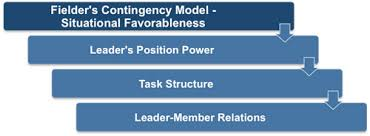 Fielder's Contingency Model -
Situational Favorableness
Leader's Position Power
Task Structure
Leader-Member Relations